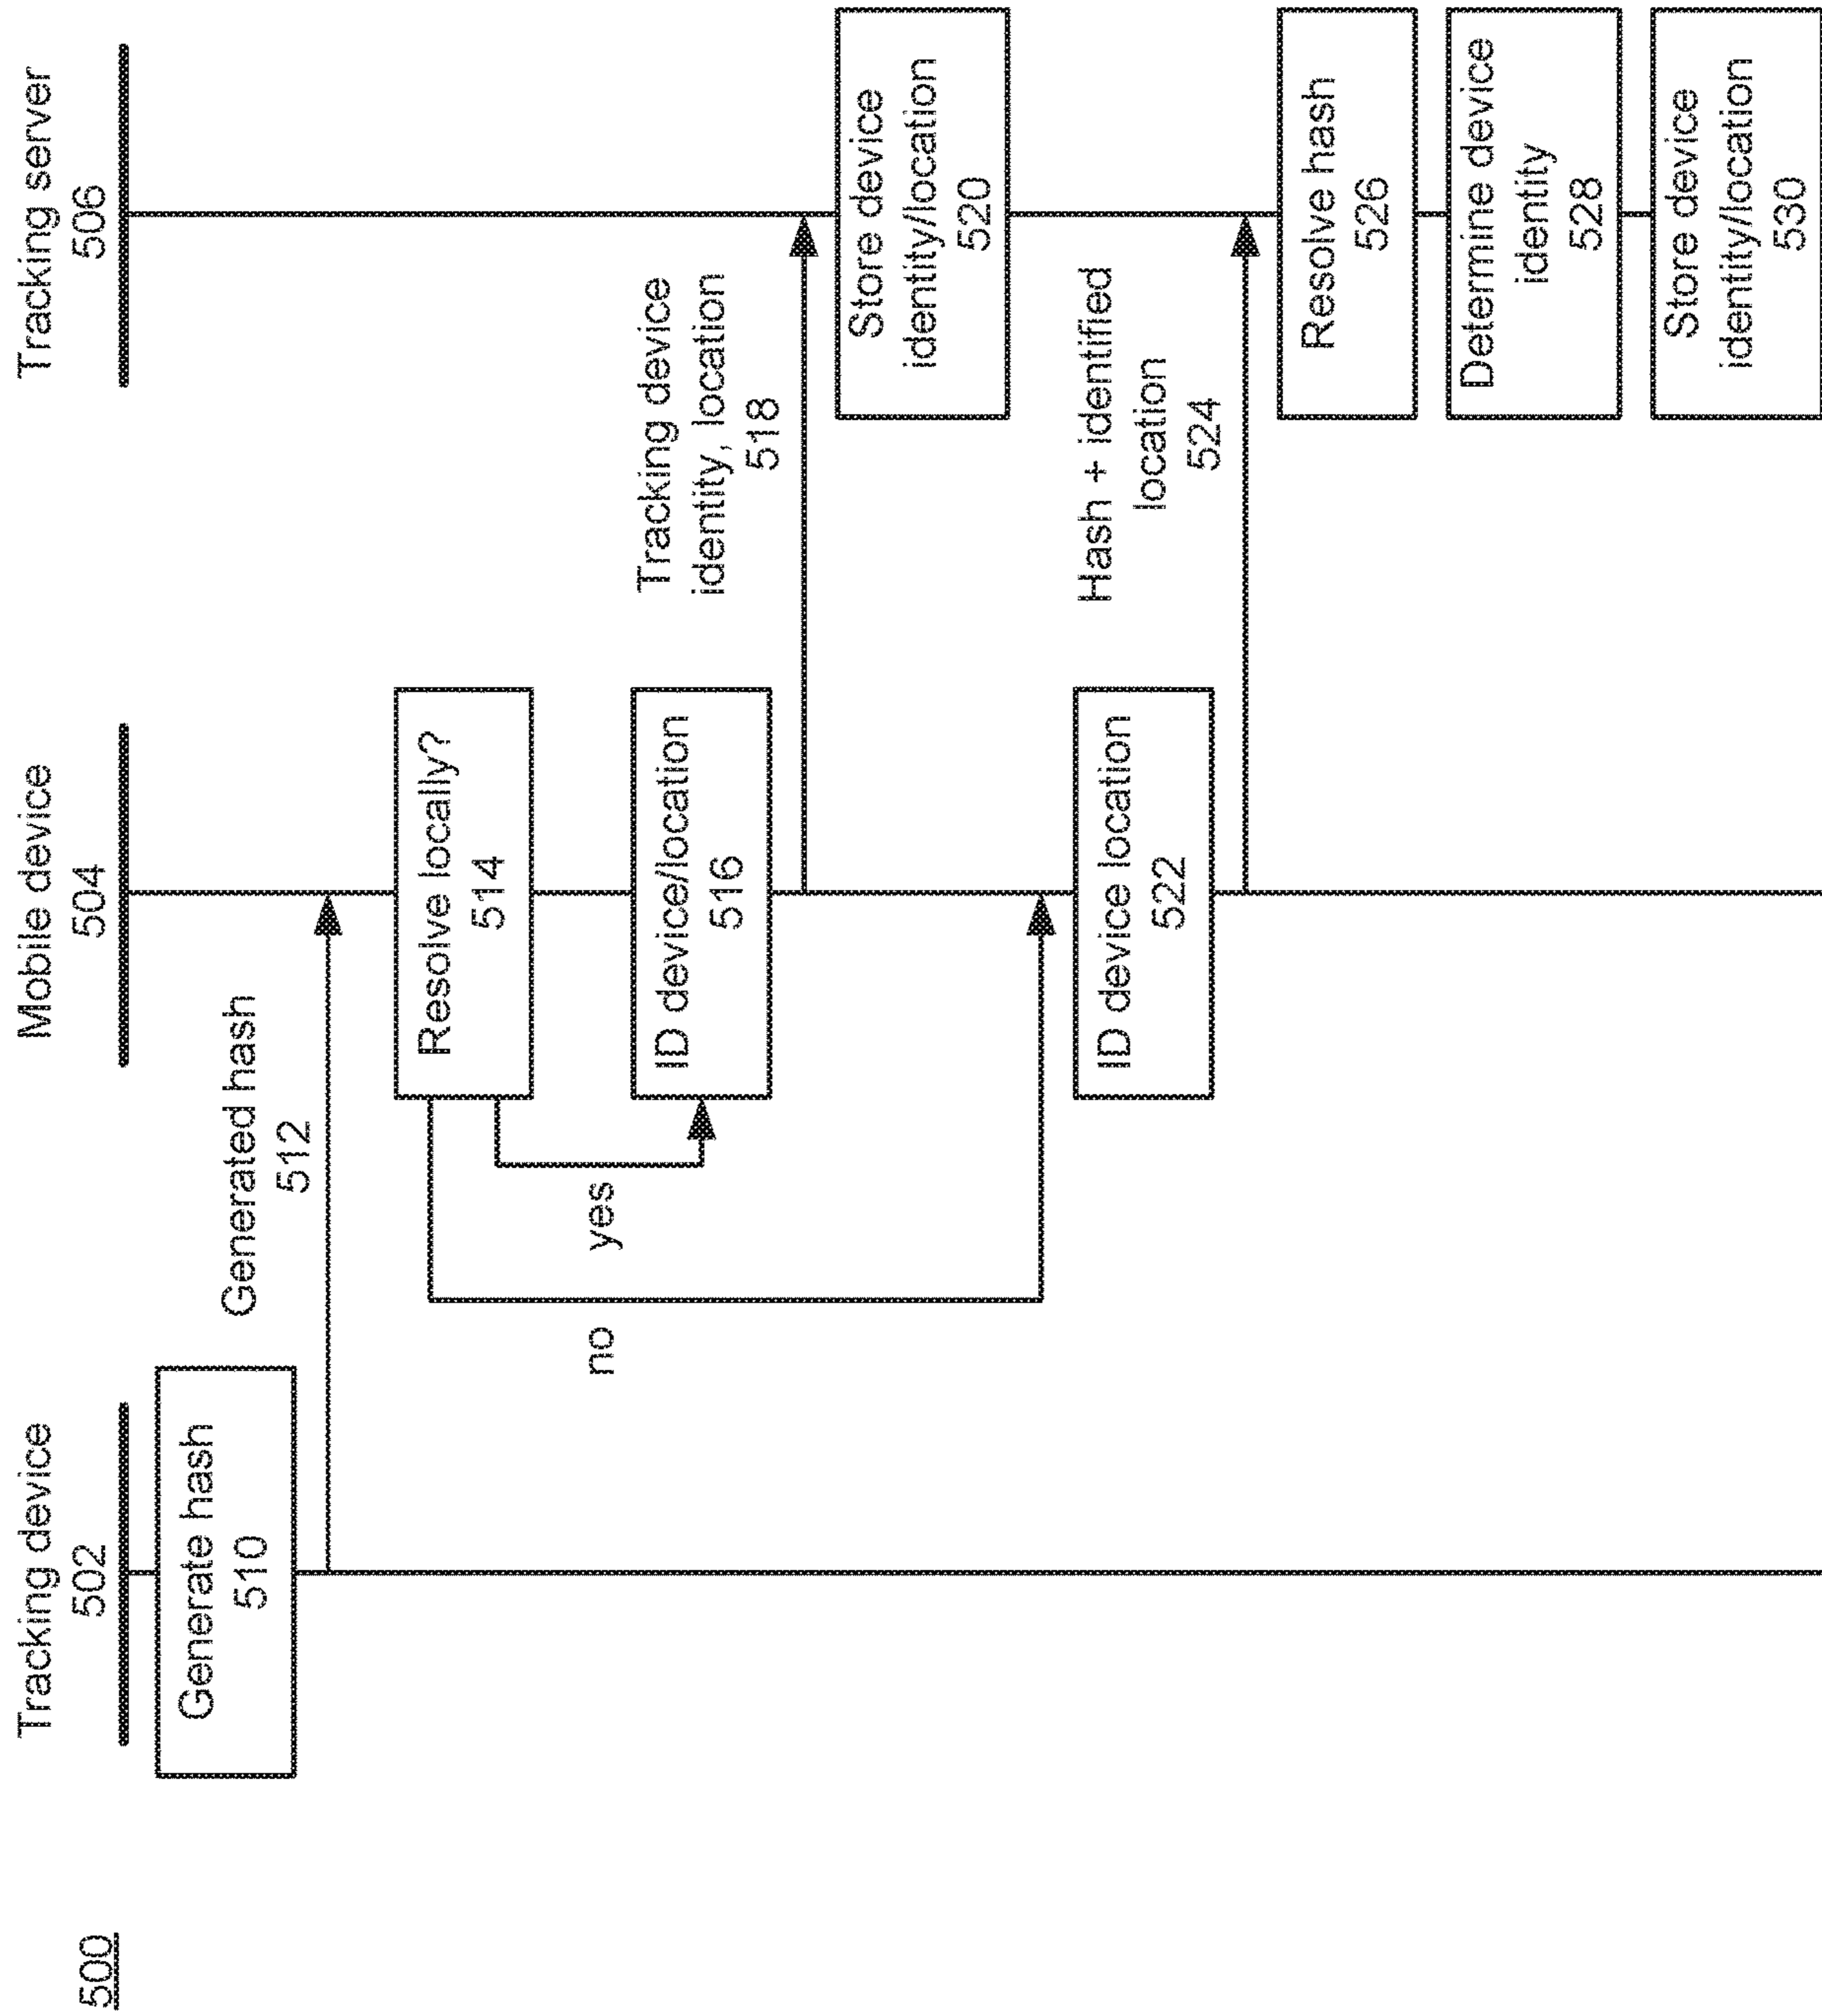 500
Tracking device
502
Mobile device
504
Tracking server
506
Generate hash
510
Generated hash
512
Resolve locally?
514
no
yes
ID device/location
516
Tracking device
identity, location
518
Store device
identity/location
520
ID device location
522
Hash + identified
location
524
Resolve hash
526
Determine device
identity
528
Store device
identity/location
530